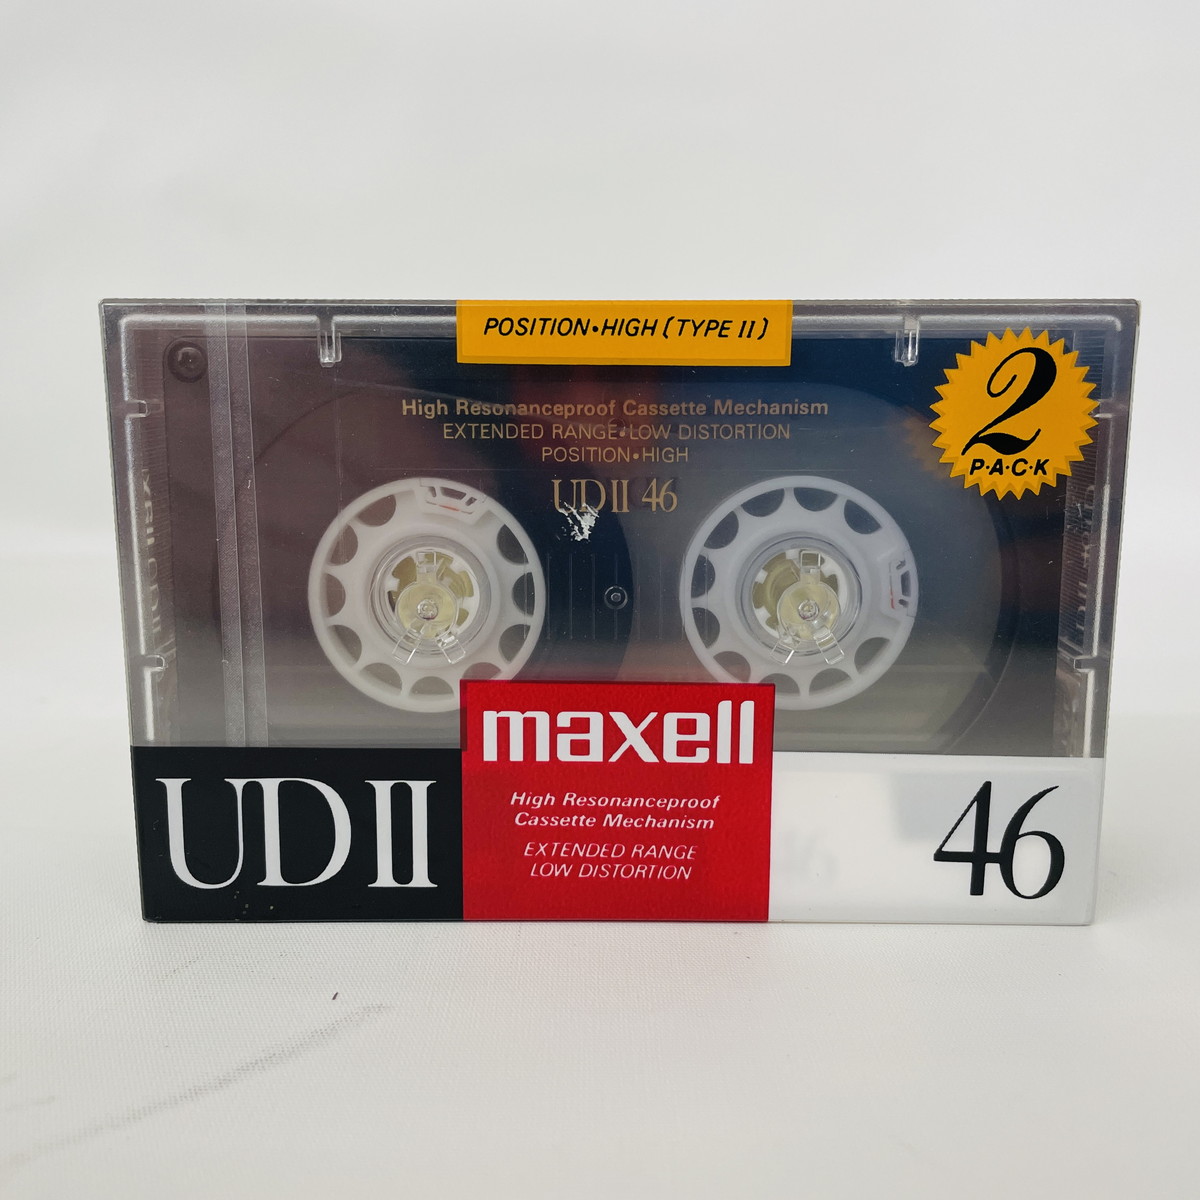 POSITION•HIGH (TYPE II)
2
P•A•C•K
High Resonanceproof Cassette Mechanism
EXTENDED RANGE•LOW DISTORTION
POSITION•HIGH
UDII 46
maxell
UDII
High Resonanceproof
Cassette Mechanism
EXTENDED RANGE
LOW DISTORTION
46